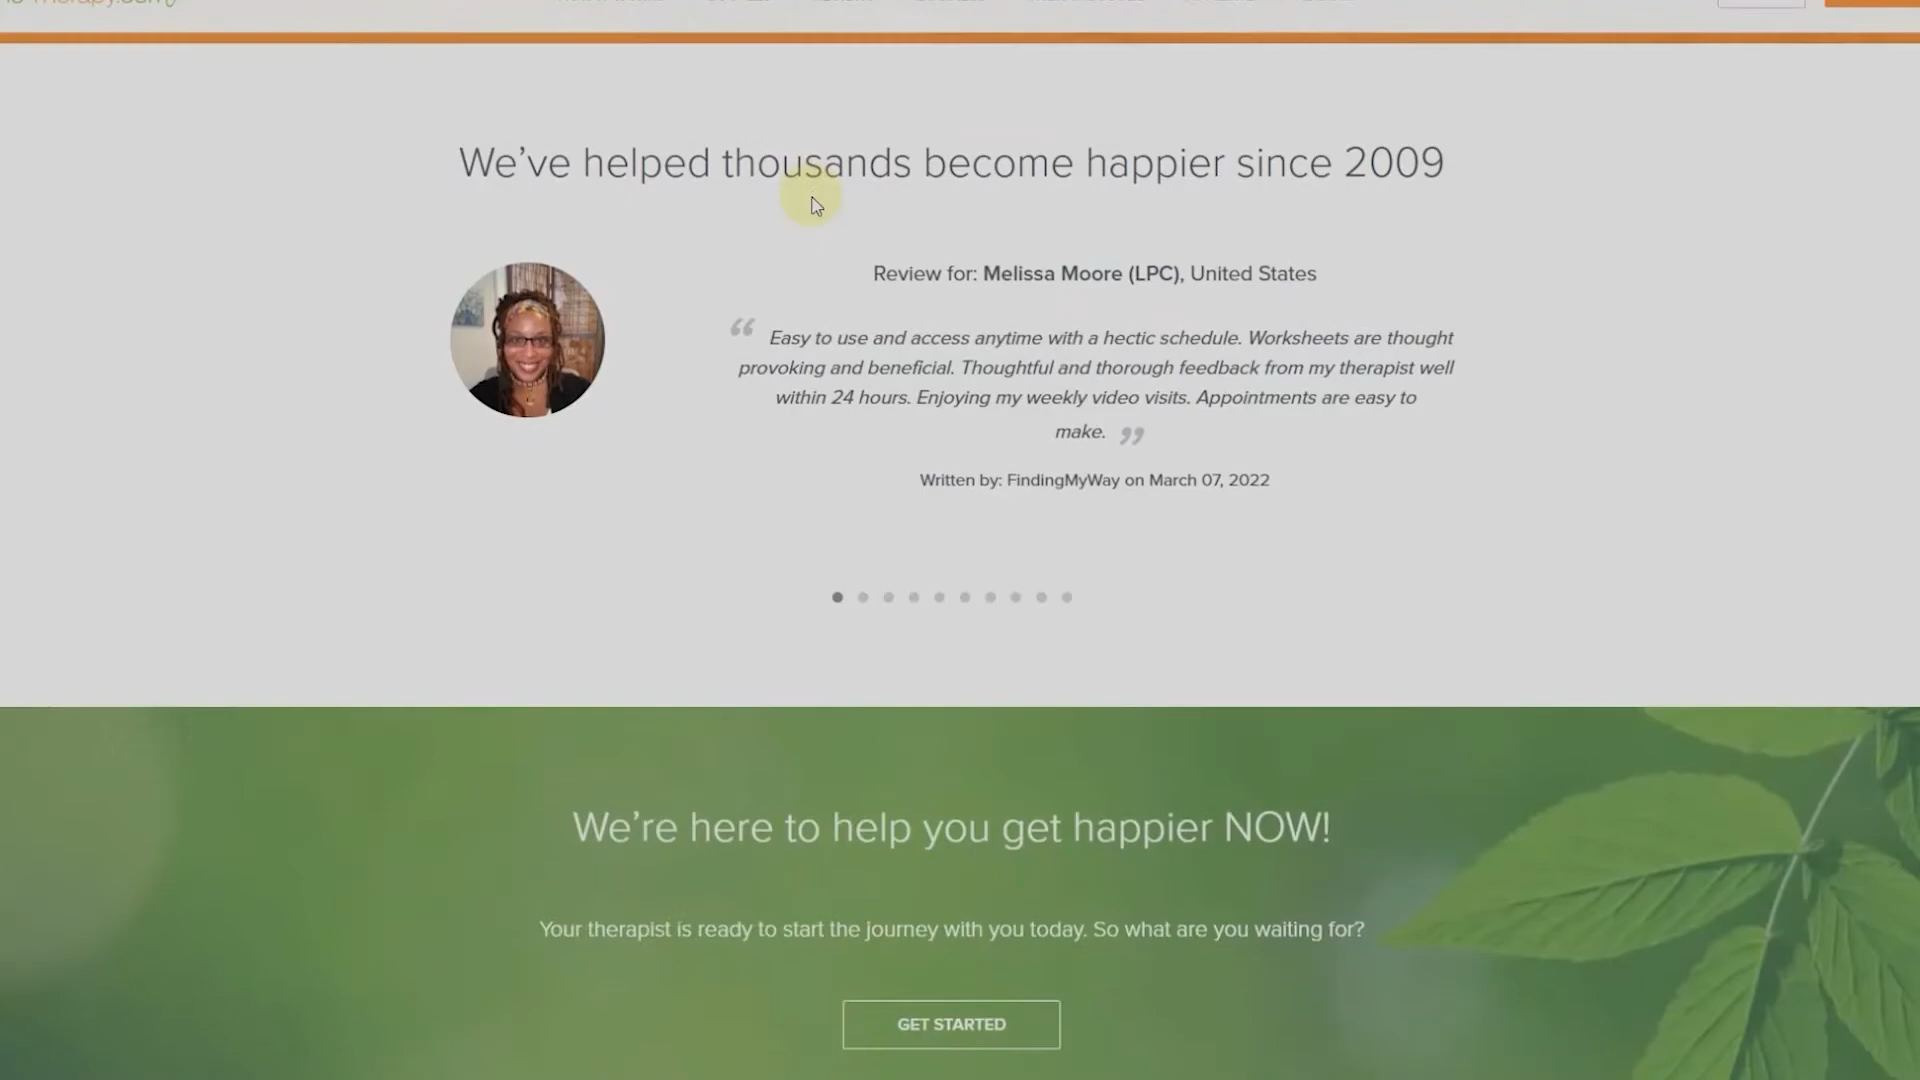 We’ve helped thousands become happier since 2009
Review for: Melissa Moore (LPC), United States
“ Easy to use and access anytime with a hectic schedule. Worksheets are thought
provoking and beneficial. Thoughtful and thorough feedback from my therapist well
within 24 hours. Enjoying my weekly video visits. Appointments are easy to
make. ”
Written by: FindingMyWay on March 07, 2022
We’re here to help you get happier NOW!
Your therapist is ready to start the journey with you today. So what are you waiting for?
GET STARTED